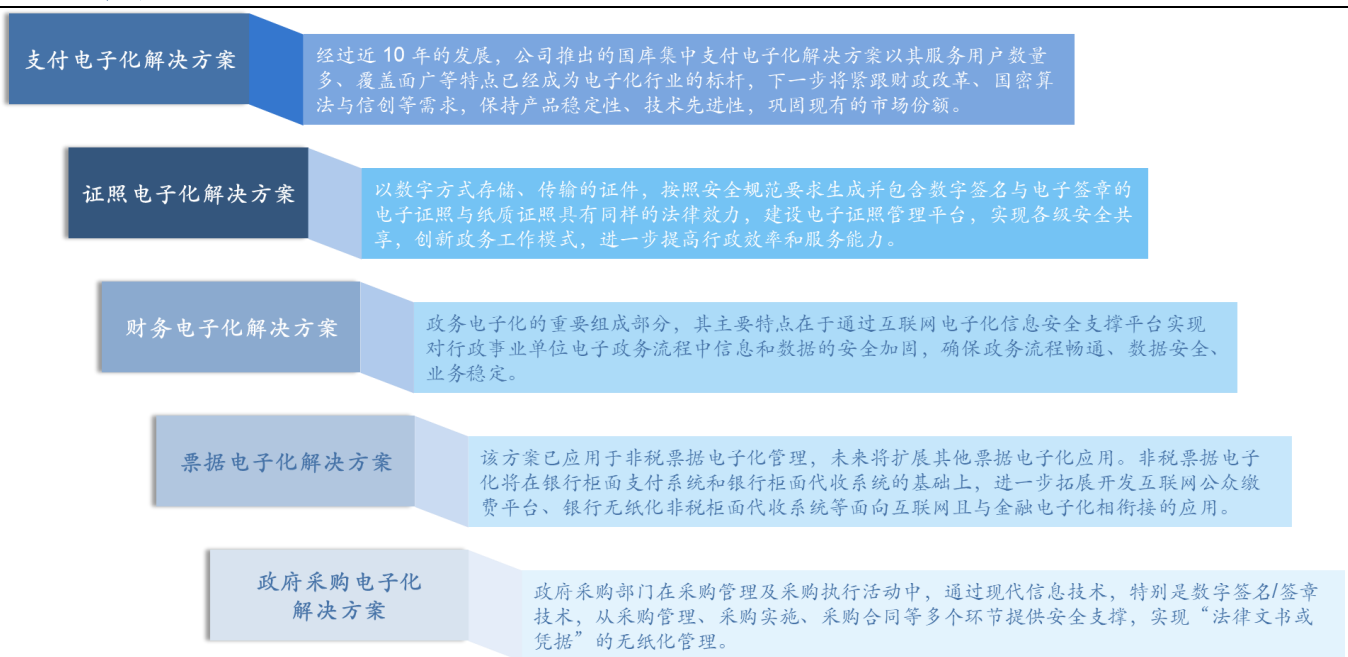 支付电子化解决方案
经过近 10 年的发展，公司推出的国库集中支付电子化解决方案以其服务用户数量
多、覆盖面广等特点已经成为电子化行业的标杆，下一步将紧跟财政改革、国密算
法与信创等需求，保持产品稳定性、技术先进性，巩固现有的市场份额。
证照电子化解决方案
以数字方式存储、传输的证件，按照安全规范要求生成并包含数字签名与电子签章的
电子证照与纸质证照具有同样的法律效力，建设电子证照管理平台，实现各级安全共
享，创新政务工作模式，进一步提高行政效率和服务能力。
财务电子化解决方案
政务电子化的重要组成部分，其主要特点在于通过互联网电子化信息安全支撑平台实现
对行政事业单位电子政务流程中信息和数据的安全加固，确保政务流程畅通、数据安全、
业务稳定。
票据电子化解决方案
该方案已应用于非税票据电子化管理，未来将扩展其他票据电子化应用。非税票据电子
化将在银行柜面支付系统和银行柜面代收系统的基础上，进一步拓展开发互联网公众缴
费平台、银行无纸化非税柜面代收系统等面向互联网且与金融电子化相衔接的应用。
政府采购电子化
解决方案
政府采购部门在采购管理及采购执行活动中，通过现代信息技术，特别是数字签名/签章
技术，从采购管理、采购实施、采购合同等多个环节提供安全支撑，实现“法律文书或
凭据”的无纸化管理。